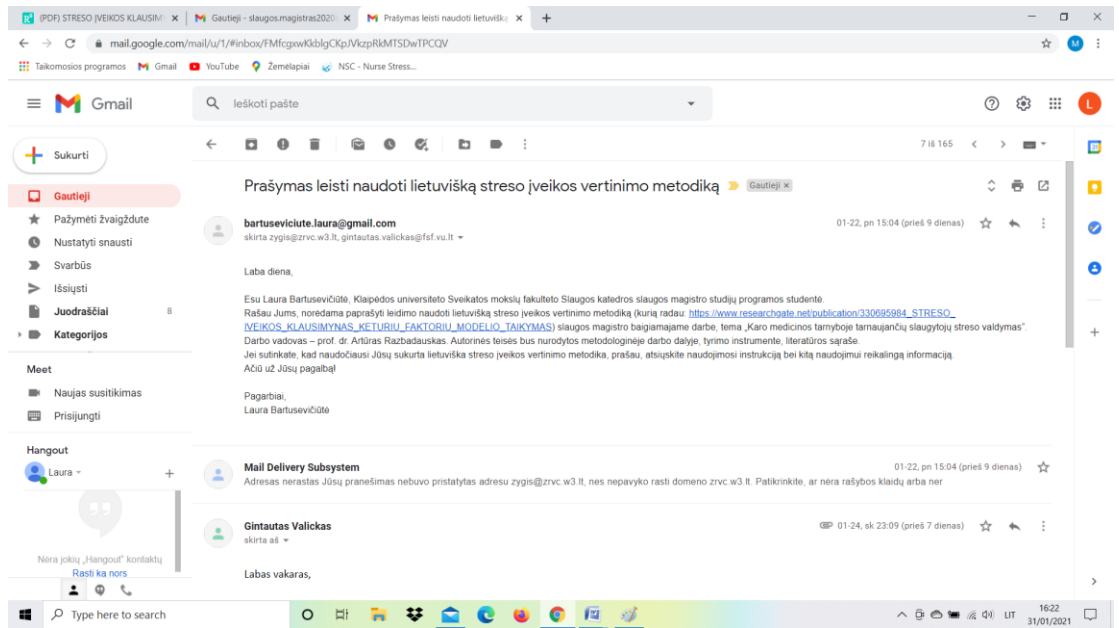 (PDF) STRESO ĮVEIKOS KLAUSIM
Gautieji - slaugos.magistras2020
Prašymas leisti naudoti lietuvišką
mail.google.com/mail/u/1/#inbox/FMfcgxwKkblgCKpJVkzpRkMTSDwTPCQV
M
Taikomosios programos Gmail YouTube Žemėlapiai NSC - Nurse Stress...
Gmail
Ieškoti pašte
L
Sukurti
7 iš 165
Gautieji
Pažymėti žvaigždute
Nustatyti snausti
Svarbūs
Išsiųsti
Juodraščiai 8
Kategorijos
Meet
Naujas susitikimas
Prisijungti
Hangout
Laura
Nėra jokių „Hangout" kontaktų
Rasti ką nors
Prašymas leisti naudoti lietuvišką streso įveikos vertinimo metodiką Gautieji ×
bartuseviciute.laura@gmail.com 01-22, pn 15:04 (prieš 9 dienas)
skirta zygis@zrvc.w3.lt, gintautas.valickas@fsf.vu.lt
Laba diena,
Esu Laura Bartusevičiūtė, Klaipėdos universiteto Sveikatos mokslų fakulteto Slaugos katedros slaugos magistro studijų programos studentė.
Rašau Jums, norėdama paprašyti leidimo naudoti lietuvišką streso įveikos vertinimo metodiką (kurią radau: https://www.researchgate.net/publication/330695984_STRESO_
IVEIKOS_KLAUSIMYNAS_KETURIU_FAKTORIU_MODELIO_TAIKYMAS) slaugos magistro baigiamajame darbe, tema „Karo medicinos tarnyboje tarnaujančių slaugytojų streso valdymas".
Darbo vadovas – prof. dr. Artūras Razbadauskas. Autorinės teisės bus nurodytos metodologinėje darbo dalyje, tyrimo instrumente, literatūros sąraše.
Jei sutinkate, kad naudočiausi Jūsų sukurta lietuviška streso įveikos vertinimo metodika, prašau, atsiųskite naudojimosi instrukciją bei kitą naudojimui reikalingą informaciją.
Ačiū už Jūsų pagalbą!
Pagarbiai,
Laura Bartusevičiūtė
Mail Delivery Subsystem 01-22, pn 15:04 (prieš 9 dienas)
Adresas nerastas Jūsų pranešimas nebuvo pristatytas adresu zygis@zrvc.w3.lt, nes nepavyko rasti domeno zrvc.w3.lt. Patikrinkite, ar nėra rašybos klaidų arba ner
Gintautas Valickas 01-24, sk 23:09 (prieš 7 dienas)
skirta aš
Labas vakaras,
Type here to search
LIT
16:22
31/01/2021